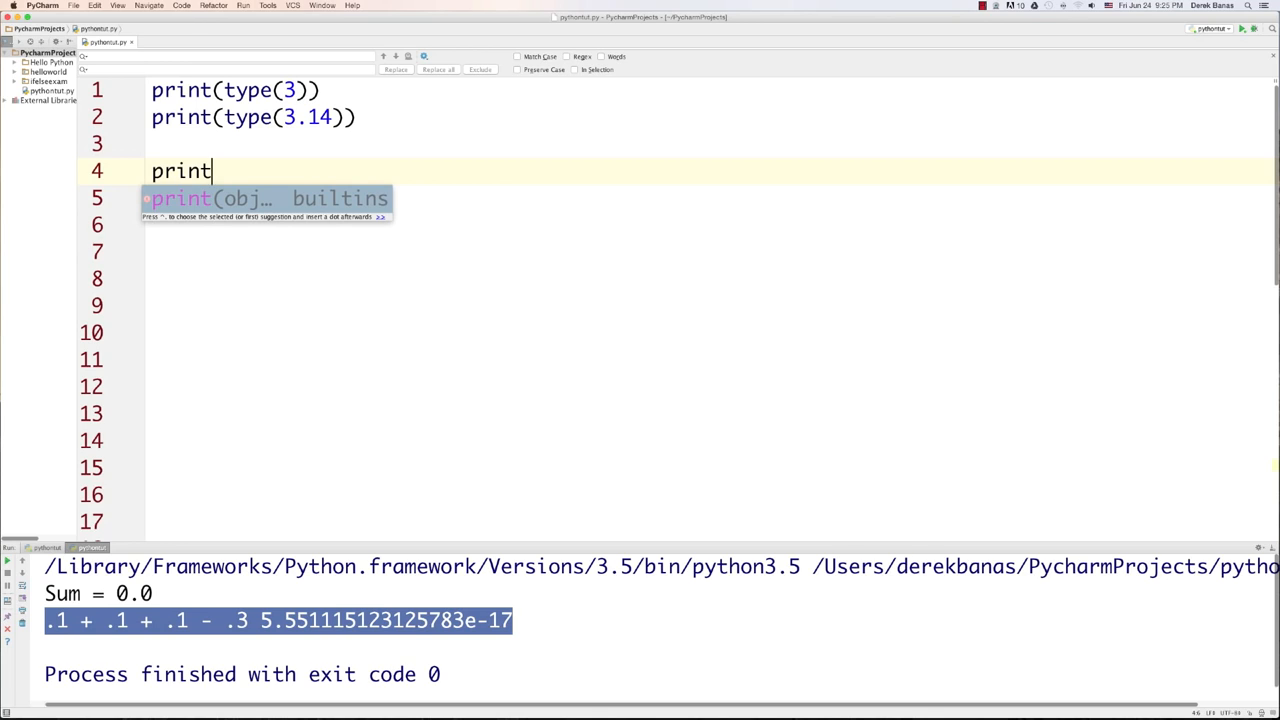 PyCharm File Edit View Navigate Code Refactor Run Tools VCS Window Help 10 Fri Jun 24 9:25 PM Derek Banas
pythontut.py - PycharmProjects - [~/PycharmProjects]
PycharmProjects pythontut.py pythontut
pythontut.py ×
PycharmProject
Hello Python
helloworld
ifelseexam
pythontut.py
External Librarie
Match Case Regex Words
Replace Replace all Exclude Preserve Case In Selection
1 print(type(3))
2 print(type(3.14))
3
4 print
5 print(obj… builtins
Press ^. to choose the selected (or first) suggestion and insert a dot afterwards >>
6
7
8
9
10
11
12
13
14
15
16
17
Run: pythontut pythontut
/Library/Frameworks/Python.framework/Versions/3.5/bin/python3.5 /Users/derekbanas/PycharmProjects/pytho
Sum = 0.0
.1 + .1 + .1 - .3 5.551115123125783e-17
Process finished with exit code 0
4:6 LF÷ UTF-8÷